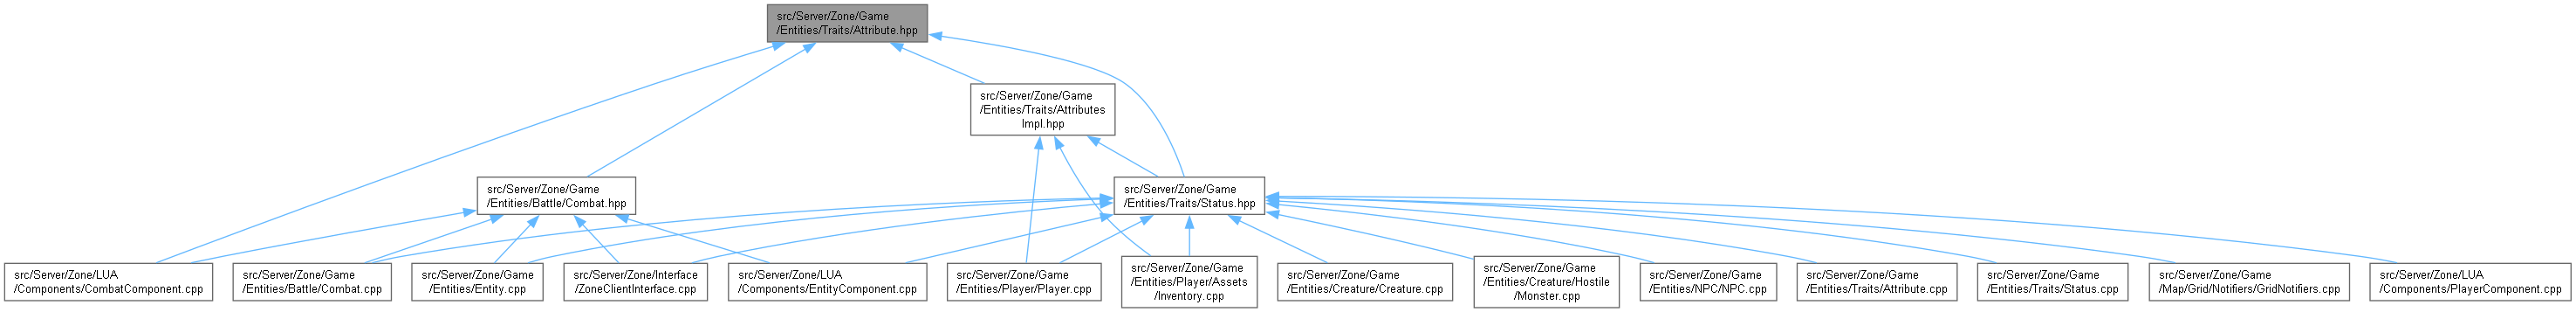 src/Server/Zone/Game
/Entities/Traits/Attribute.hpp
src/Server/Zone/Game
/Entities/Traits/Attributes
Impl.hpp
src/Server/Zone/Game
/Entities/Battle/Combat.hpp
src/Server/Zone/Game
/Entities/Traits/Status.hpp
src/Server/Zone/LUA
/Components/CombatComponent.cpp
src/Server/Zone/Game
/Entities/Battle/Combat.cpp
src/Server/Zone/Game
/Entities/Entity.cpp
src/Server/Zone/Interface
/ZoneClientInterface.cpp
src/Server/Zone/LUA
/Components/EntityComponent.cpp
src/Server/Zone/Game
/Entities/Player/Player.cpp
src/Server/Zone/Game
/Entities/Player/Assets
/Inventory.cpp
src/Server/Zone/Game
/Entities/Creature/Creature.cpp
src/Server/Zone/Game
/Entities/Creature/Hostile
/Monster.cpp
src/Server/Zone/Game
/Entities/NPC/NPC.cpp
src/Server/Zone/Game
/Entities/Traits/Attribute.cpp
src/Server/Zone/Game
/Entities/Traits/Status.cpp
src/Server/Zone/Game
/Map/Grid/Notifiers/GridNotifiers.cpp
src/Server/Zone/LUA
/Components/PlayerComponent.cpp